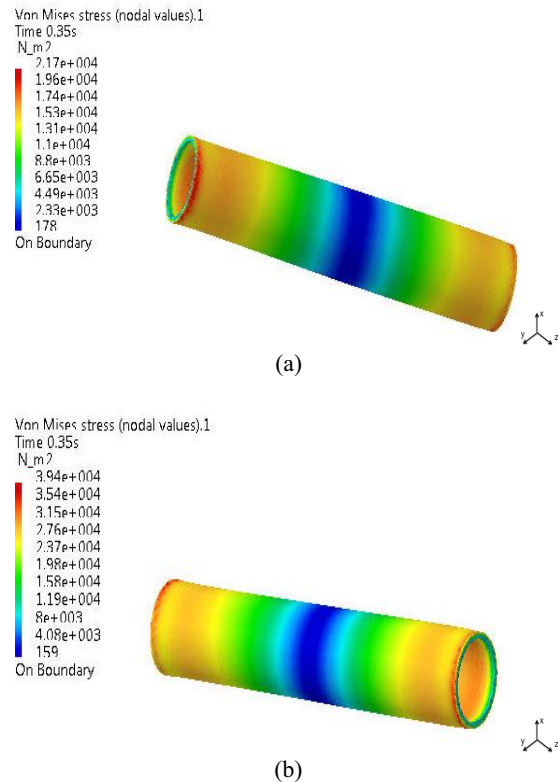 Von Mises stress (nodal values).1
Time 0.35s
N_m2
2.17e+004
1.96e+004
1.74e+004
1.53e+004
1.31e+004
1.1e+004
8.8e+003
6.65e+003
4.49e+003
2.33e+003
178
On Boundary
x
y
z
(a)
Von Mises stress (nodal values).1
Time 0.35s
N_m2
3.94e+004
3.54e+004
3.15e+004
2.76e+004
2.37e+004
1.98e+004
1.58e+004
1.19e+004
8e+003
4.08e+003
159
On Boundary
x
y
z
(b)